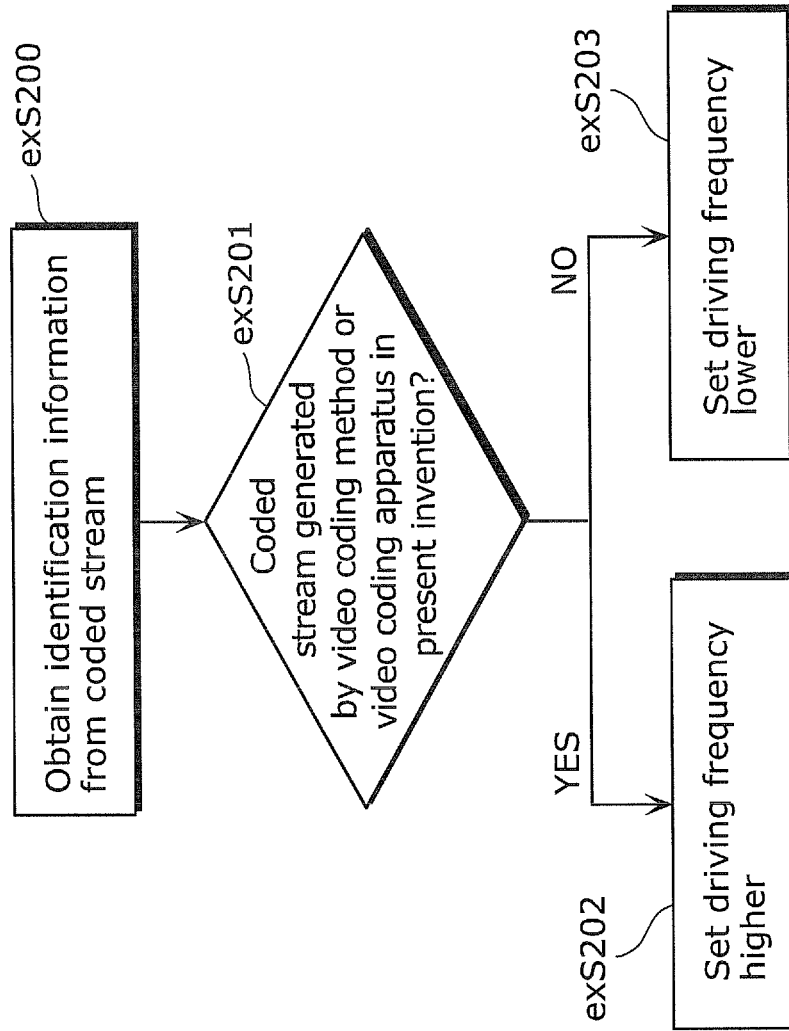 exS200
Obtain identification information
from coded stream
exS201
Coded
stream generated
by video coding method or
video coding apparatus in
present invention?
YES
NO
exS202
Set driving frequency
higher
exS203
Set driving frequency
lower